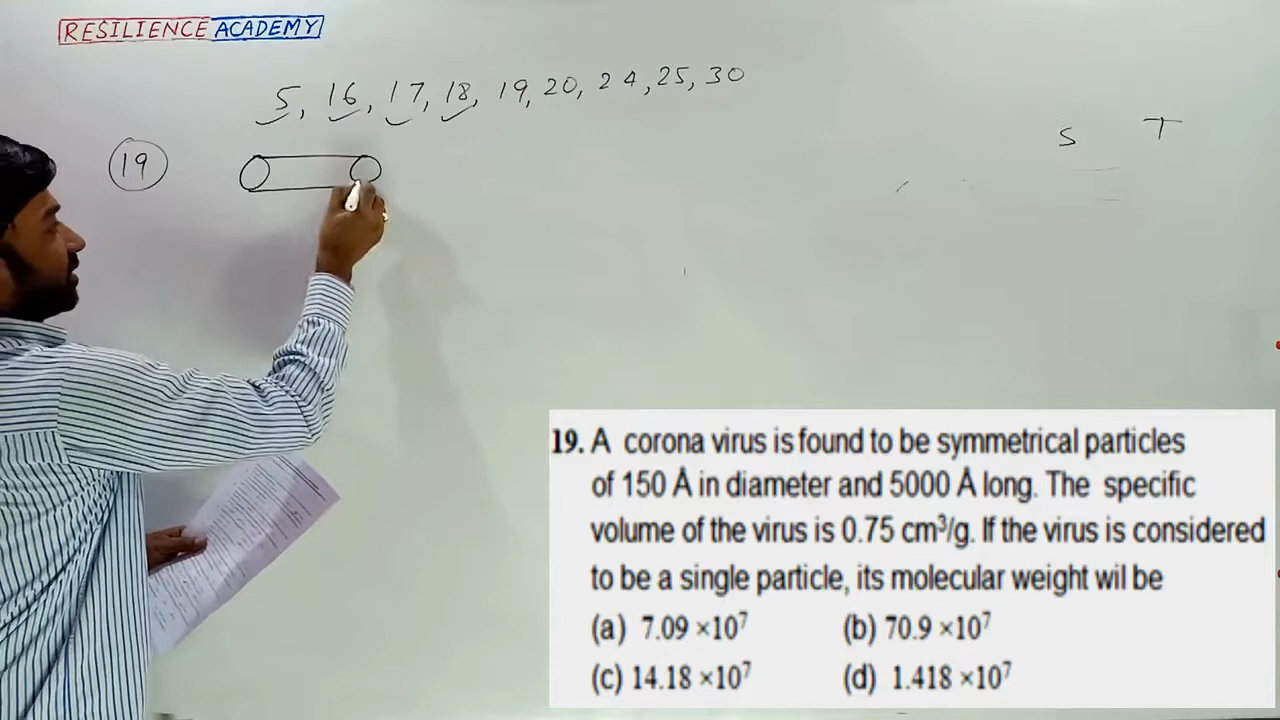 RESILIENCE ACADEMY
5, 16, 17, 18, 19, 20, 24, 25, 30
S T
19
19. A corona virus is found to be symmetrical particles
of 150 Å in diameter and 5000 Å long. The specific
volume of the virus is 0.75 cm³/g. If the virus is considered
to be a single particle, its molecular weight wil be
(a) 7.09 ×10⁷ (b) 70.9 ×10⁷
(c) 14.18 ×10⁷ (d) 1.418 ×10⁷